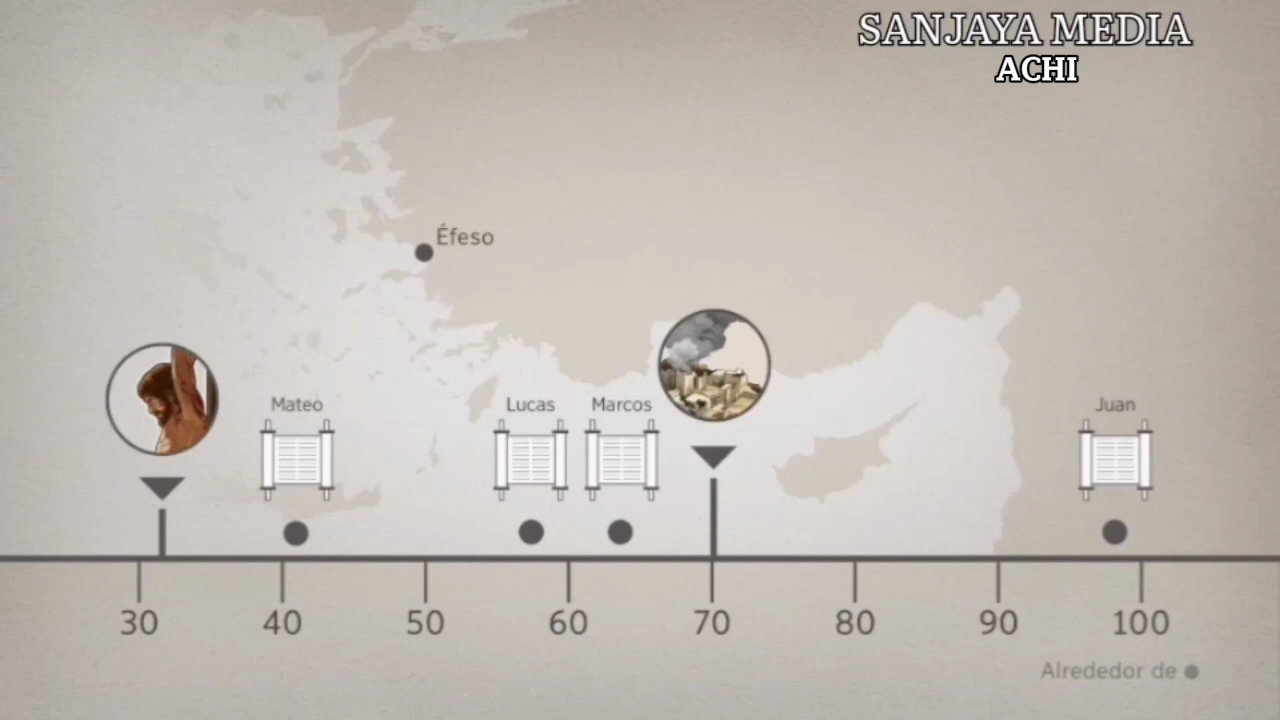 SANJAYA MEDIA
ACHI
Éfeso
Mateo
Lucas
Marcos
Juan
30 40 50 60 70 80 90 100
Alrededor de